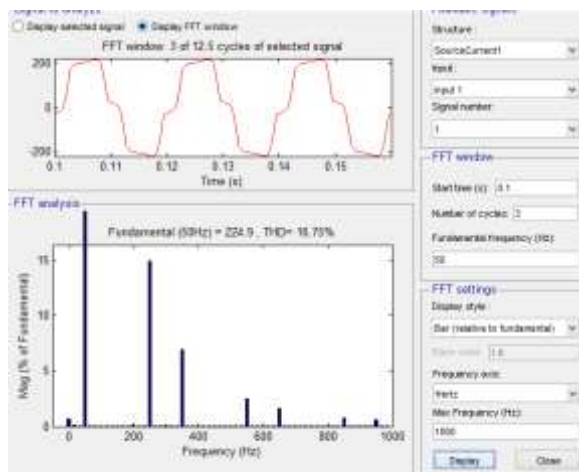 Display selected signal
Display FFT window
FFT window: 3 of 12.5 cycles of selected signal
200
0
-200
0.1 0.11 0.12 0.13 0.14 0.15
Time (s)
FFT analysis
Fundamental (50Hz) = 224.9 , THD= 16.75%
15
10
5
0
Mag (% of Fundamental)
0 200 400 600 800 1000
Frequency (Hz)
Structure :
SourceCurrent1
Input :
input 1
Signal number:
1
FFT window
Start time (s): 0.1
Number of cycles: 3
Fundamental frequency (Hz):
50
FFT settings
Display style :
Bar (relative to fundamental)
Base value: 1.0
Frequency axis:
Hertz
Max Frequency (Hz):
1000
Display
Close